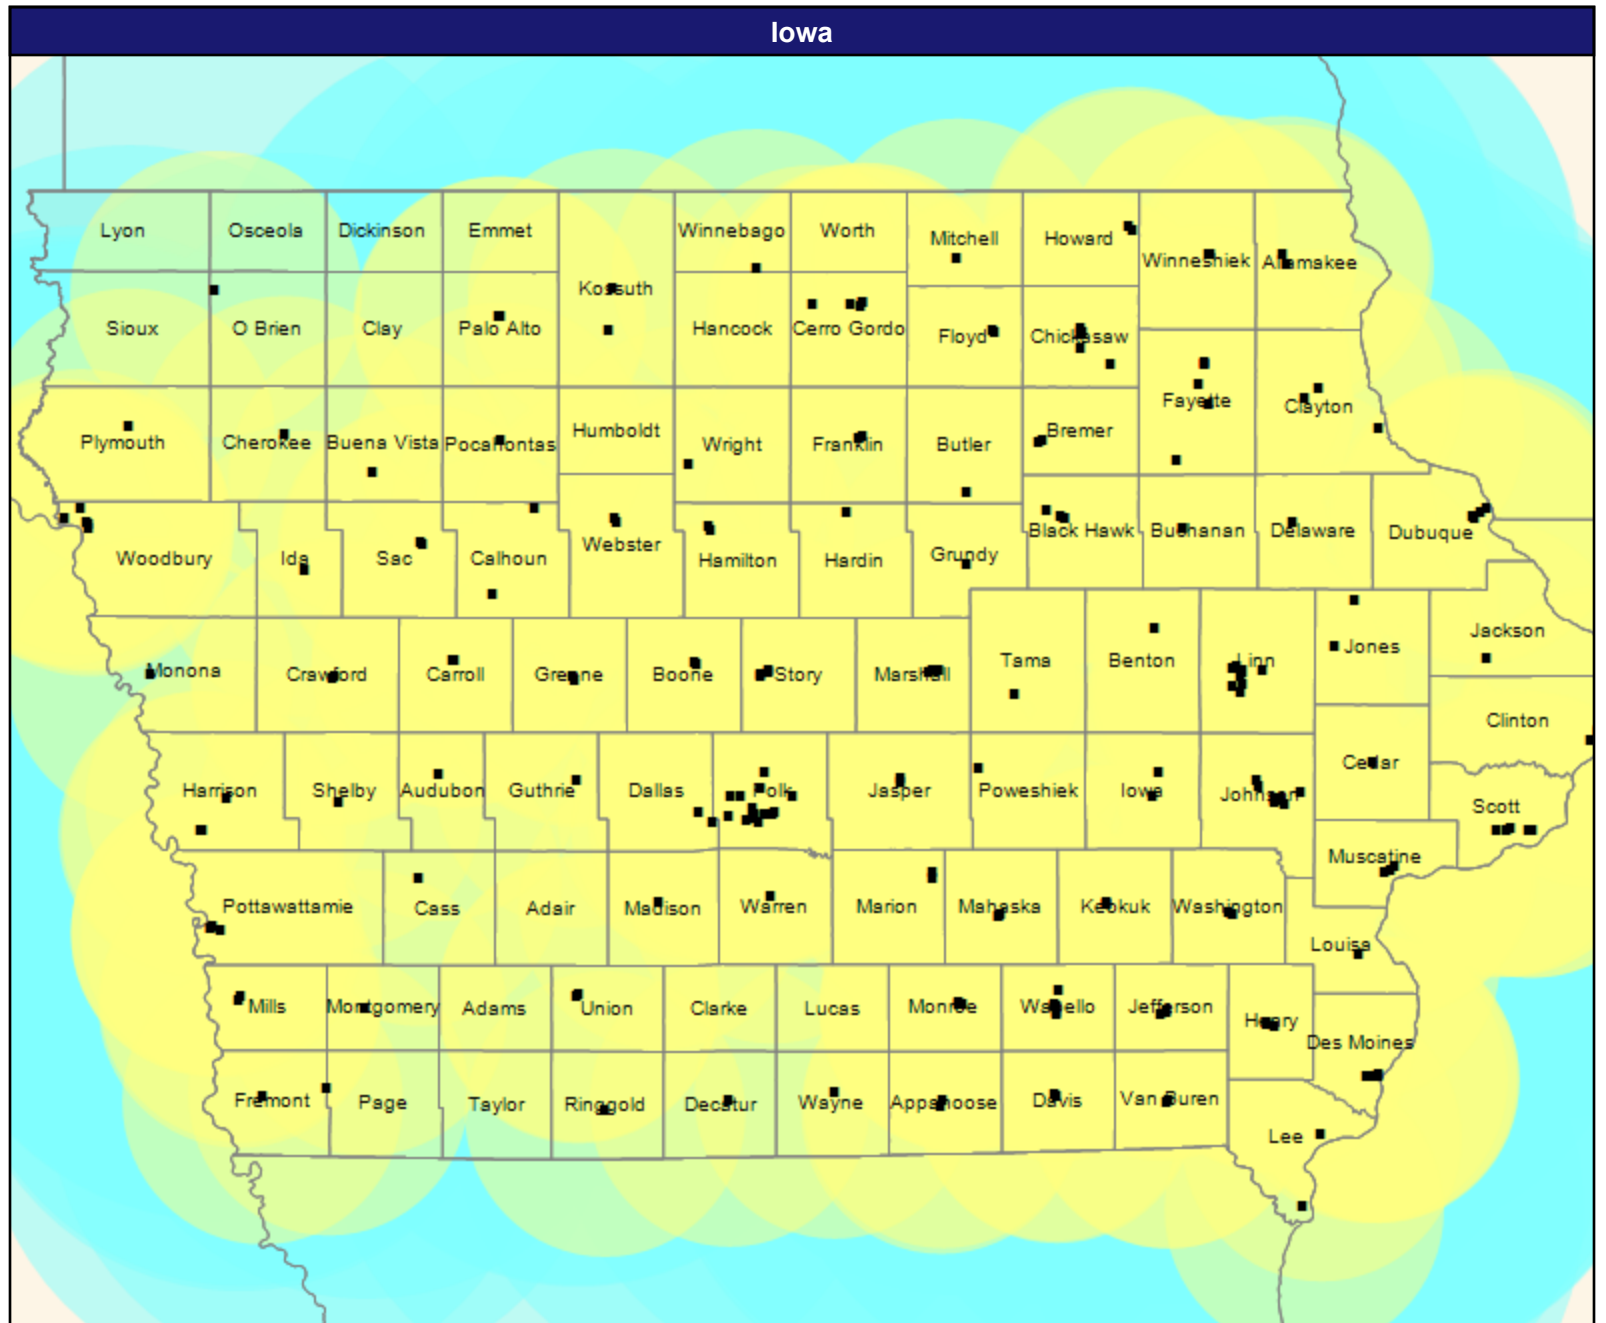 Iowa
Lyon
Osceola
Dickinson
Emmet
Winnebago
Worth
Mitchell
Howard
Winneshiek
Allamakee
Kossuth
Sioux
O Brien
Clay
Palo Alto
Hancock
Cerro Gordo
Floyd
Chickasaw
Fayette
Clayton
Plymouth
Cherokee
Buena Vista
Pocahontas
Humboldt
Wright
Franklin
Butler
Bremer
Woodbury
Ida
Sac
Calhoun
Webster
Hamilton
Hardin
Grundy
Black Hawk
Buchanan
Delaware
Dubuque
Monona
Crawford
Carroll
Greene
Boone
Story
Marshall
Tama
Benton
Linn
Jones
Jackson
Clinton
Harrison
Shelby
Audubon
Guthrie
Dallas
Polk
Jasper
Poweshiek
Iowa
Johnson
Cedar
Scott
Muscatine
Pottawattamie
Cass
Adair
Madison
Warren
Marion
Mahaska
Keokuk
Washington
Louisa
Mills
Montgomery
Adams
Union
Clarke
Lucas
Monroe
Wapello
Jefferson
Henry
Des Moines
Fremont
Page
Taylor
Ringgold
Decatur
Wayne
Appanoose
Davis
Van Buren
Lee